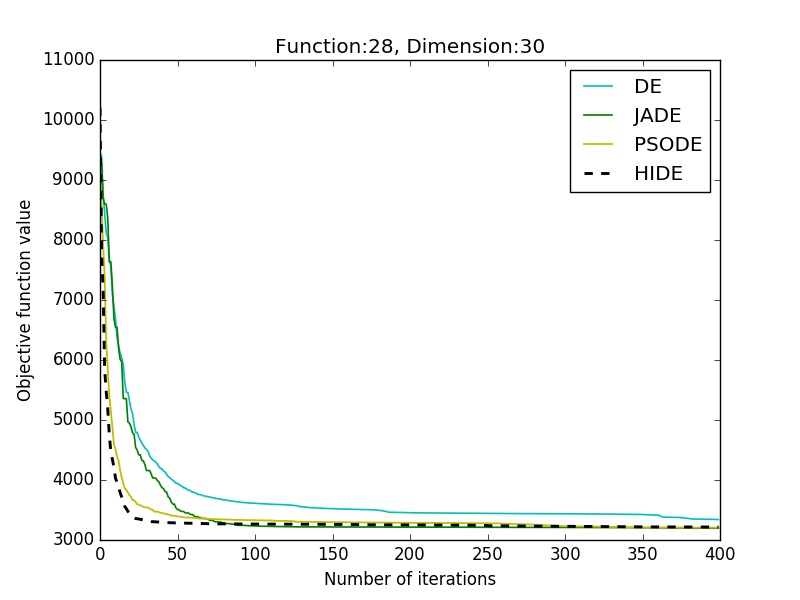 Function:28, Dimension:30
11000
10000
9000
8000
7000
6000
5000
4000
3000
Objective function value
DE
JADE
PSODE
HIDE
0 50 100 150 200 250 300 350 400
Number of iterations